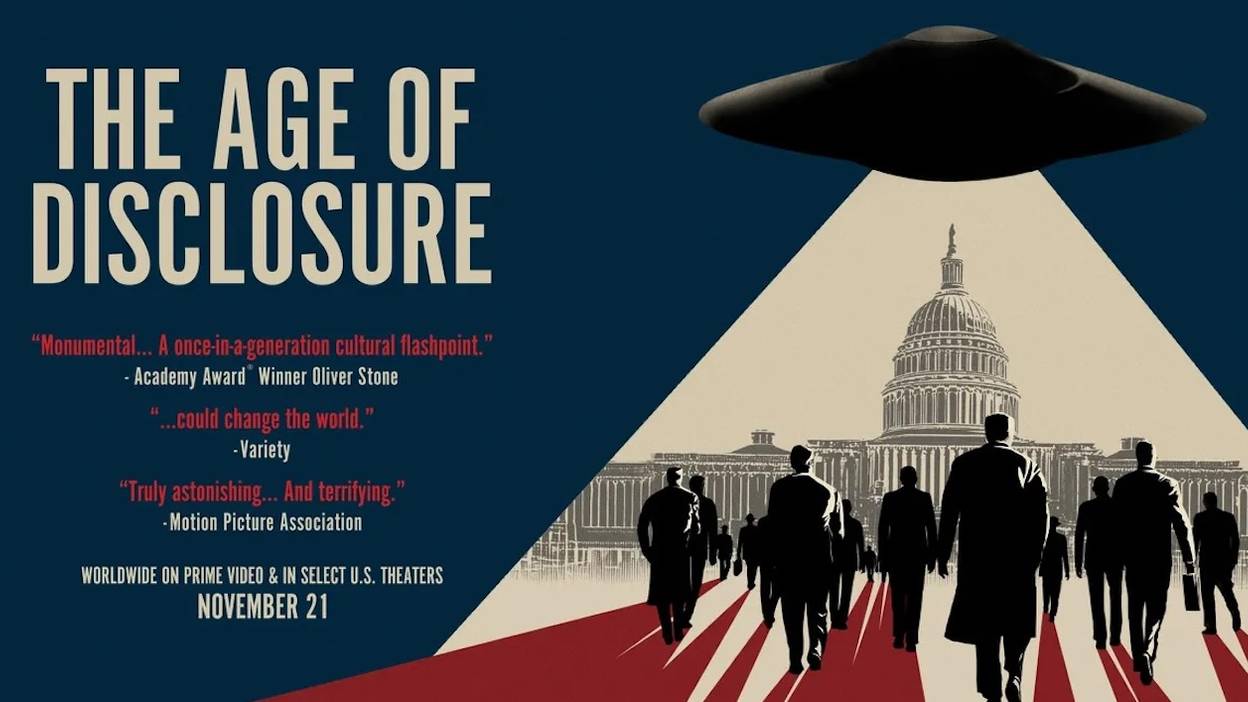 THE AGE OF
DISCLOSURE
“Monumental... A once-in-a-generation cultural flashpoint.”
- Academy Award® Winner Oliver Stone
“...could change the world.”
-Variety
“Truly astonishing... And terrifying.”
-Motion Picture Association
WORLDWIDE ON PRIME VIDEO & IN SELECT U.S. THEATERS
NOVEMBER 21